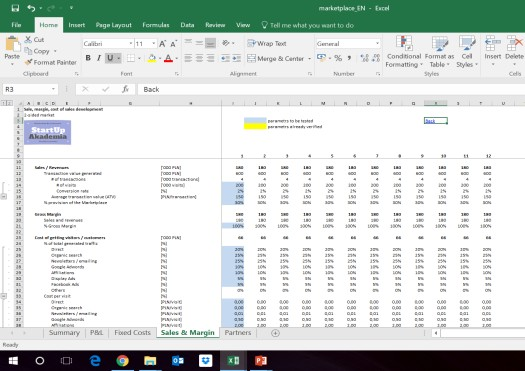 marketplace_EN - Excel
File Home Insert Page Layout Formulas Data Review View Tell me what you want to do
Cut
Copy
Format Painter
Paste
Calibri 11
B I U
Wrap Text
Merge & Center
General
Conditional Formatting
Format as Table
Cell Styles
Insert Delete
Clipboard Font Alignment Number Styles Cells
R3 fx Back
Sale, margin, cost of sales development
2-sided market
StartUp
Akademia
parametrs to be tested
parametrs already verified
Back
1 2 3 4 5 6 7 8 9 10 11 12
Sales / Revenues ['000 PLN] 180 180 180 180 180 180 180 180 180 180 180 180
Transaction value generated ['000 PLN] 600 600 600 600 600 600 600 600 600 600 600 600
# of transactions ['000 transactions] 4 4 4 4 4 4 4 4 4 4 4 4
# of visits ['000 visits] 200 200 200 200 200 200 200 200 200 200 200 200
Conversion rate [%] 2% 2% 2% 2% 2% 2% 2% 2% 2% 2% 2% 2%
Average transaction value (ATV) [PLN/transaction] 150 150 150 150 150 150 150 150 150 150 150 150
% provision of the Marketplace [%] 30% 30% 30% 30% 30% 30% 30% 30% 30% 30% 30% 30%
Gross Margin 180 180 180 180 180 180 180 180 180 180 180 180
Sales and revenues 180 180 180 180 180 180 180 180 180 180 180 180
% Gross Margin 100% 100% 100% 100% 100% 100% 100% 100% 100% 100% 100% 100%
Cost of getting visitors / customers ['000 PLN] 66 66 66 66 66 66 66 66 66 66 66 66
% of total generated traffic [%]
Direct [%] 20% 20% 20% 20% 20% 20% 20% 20% 20% 20% 20% 20%
Organic search [%] 25% 25% 25% 25% 25% 25% 25% 25% 25% 25% 25% 25%
Newsletters / emailing [%] 25% 25% 25% 25% 25% 25% 25% 25% 25% 25% 25% 25%
Google Adwords [%] 10% 10% 10% 10% 10% 10% 10% 10% 10% 10% 10% 10%
Affiliations [%] 10% 10% 10% 10% 10% 10% 10% 10% 10% 10% 10% 10%
Display Ads [%] 5% 5% 5% 5% 5% 5% 5% 5% 5% 5% 5% 5%
Facebook Ads [%] 5% 5% 5% 5% 5% 5% 5% 5% 5% 5% 5% 5%
Others [%] 0% 0% 0% 0% 0% 0% 0% 0% 0% 0% 0% 0%
Cost per visit [%]
Direct [PLN/visit] 0,00 0,00 0,00 0,00 0,00 0,00 0,00 0,00 0,00 0,00 0,00 0,00
Organic search [PLN/visit] 0,00 0,00 0,00 0,00 0,00 0,00 0,00 0,00 0,00 0,00 0,00 0,00
Newsletters / emailing [PLN/visit] 0,01 0,01 0,01 0,01 0,01 0,01 0,01 0,01 0,01 0,01 0,01 0,01
Google Adwords [PLN/visit] 0,50 0,50 0,50 0,50 0,50 0,50 0,50 0,50 0,50 0,50 0,50 0,50
Affiliations [PLN/visit] 2,00 2,00 2,00 2,00 2,00 2,00 2,00 2,00 2,00 2,00 2,00 2,00
Summary P&L Fixed Costs Sales & Margin Partners
Ready